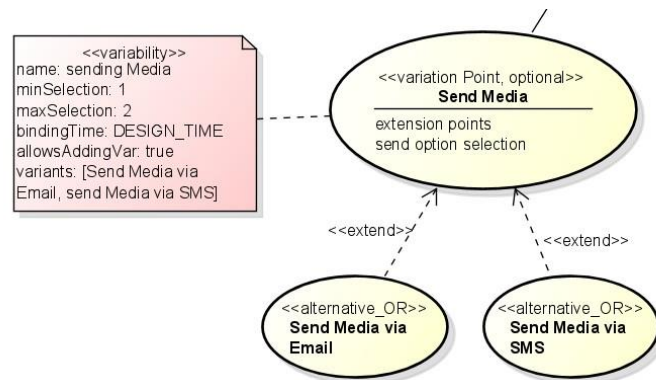 <<variability>>
name: sending Media
minSelection: 1
maxSelection: 2
bindingTime: DESIGN_TIME
allowsAddingVar: true
variants: [Send Media via
Email, send Media via SMS]
<<variation Point, optional>>
Send Media
extension points
send option selection
<<extend>>
<<extend>>
<<alternative_OR>>
Send Media via
Email
<<alternative_OR>>
Send Media via
SMS